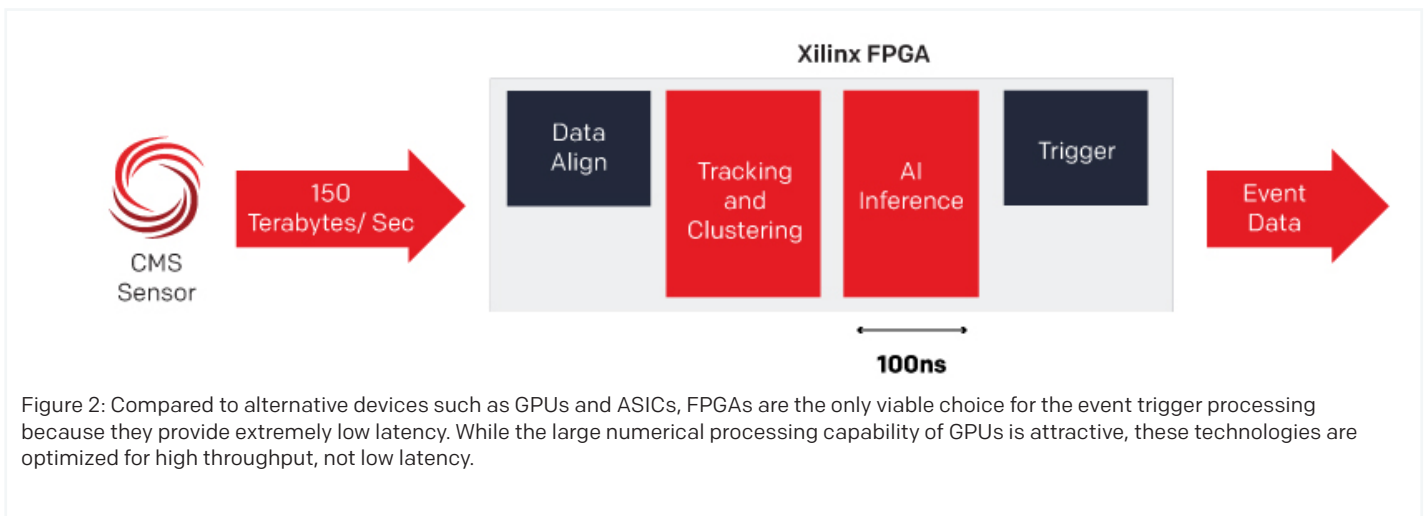 Xilinx FPGA
CMS
Sensor
150
Terabytes/ Sec
Data
Align
Tracking
and
Clustering
AI
Inference
Trigger
Event
Data
100ns
Figure 2: Compared to alternative devices such as GPUs and ASICs, FPGAs are the only viable choice for the event trigger processing
because they provide extremely low latency. While the large numerical processing capability of GPUs is attractive, these technologies are
optimized for high throughput, not low latency.